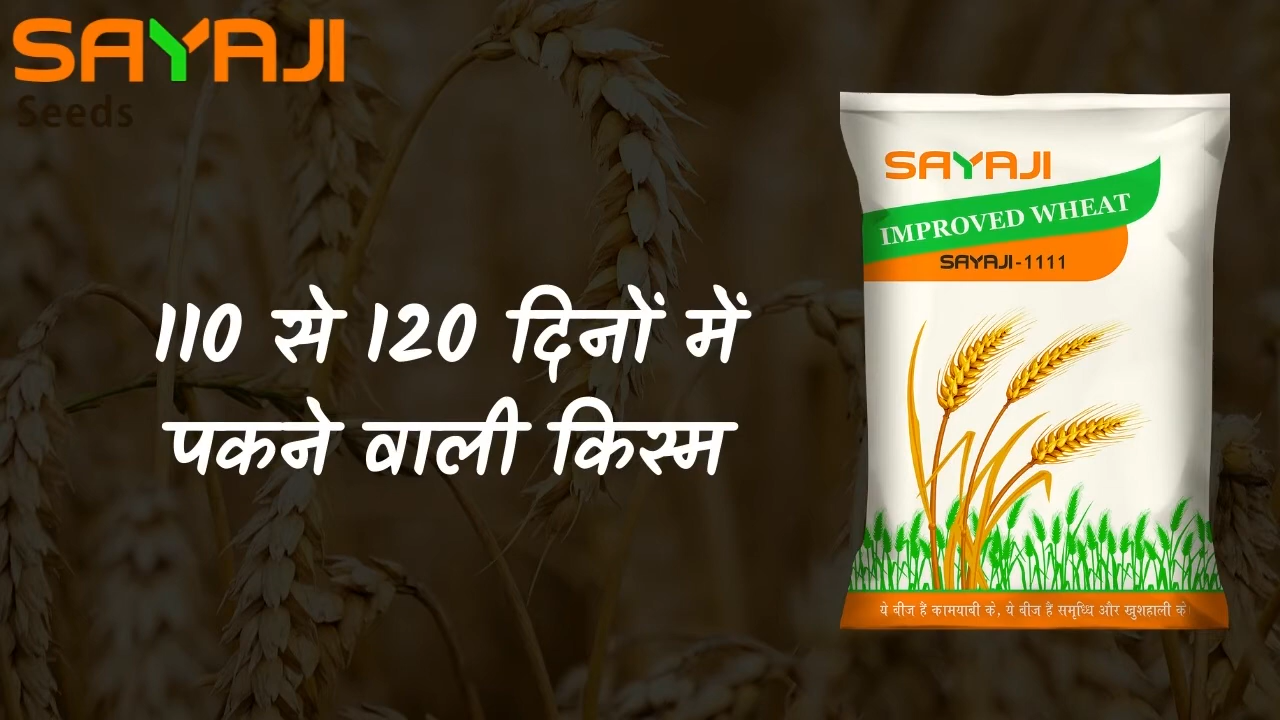 SAYAJI
Seeds
110 से 120 दिनों में
पकने वाली किस्म
SAYAJI
IMPROVED WHEAT
SAYAJI-1111
ये बीज हैं कामयाबी के, ये बीज हैं समृध्धि और खुशहाली के।